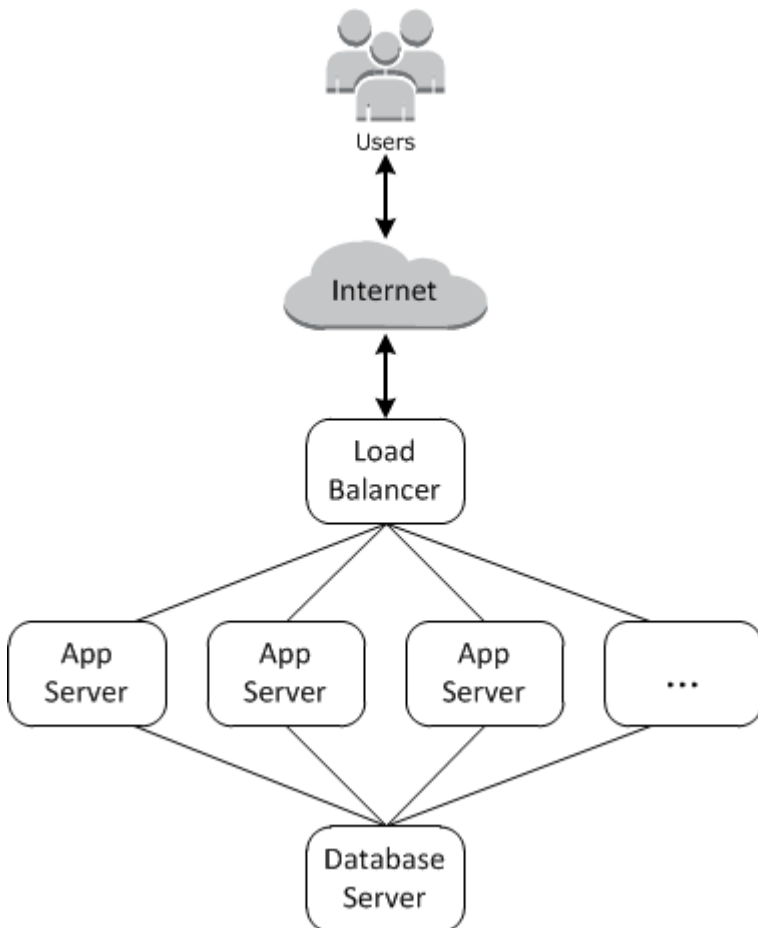 Users
Internet
Load
Balancer
App
Server
App
Server
App
Server
...
Database
Server